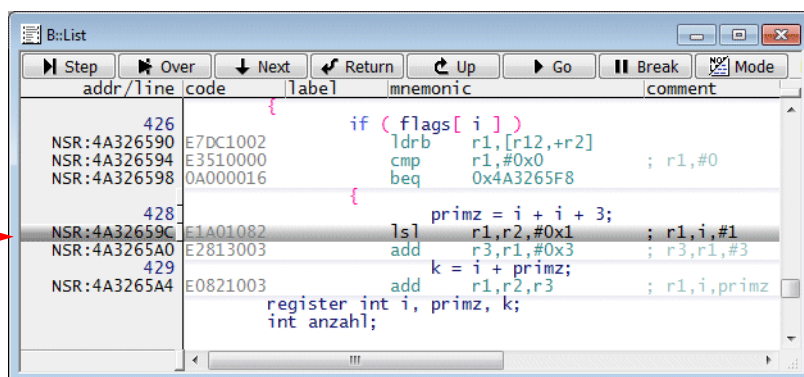 B::List
Step Over Next Return Up Go Break Mode
addr/line code label mnemonic comment
{
426 if ( flags[ i ] )
NSR:4A326590 E7DC1002 ldrb r1,[r12,+r2]
NSR:4A326594 E3510000 cmp r1,#0x0 ; r1,#0
NSR:4A326598 0A000016 beq 0x4A3265F8
{
428 primz = i + i + 3;
NSR:4A32659C E1A01082 lsl r1,r2,#0x1 ; r1,i,#1
NSR:4A3265A0 E2813003 add r3,r1,#0x3 ; r3,r1,#3
429 k = i + primz;
NSR:4A3265A4 E0821003 add r1,r2,r3 ; r1,i,primz
register int i, primz, k;
int anzahl;